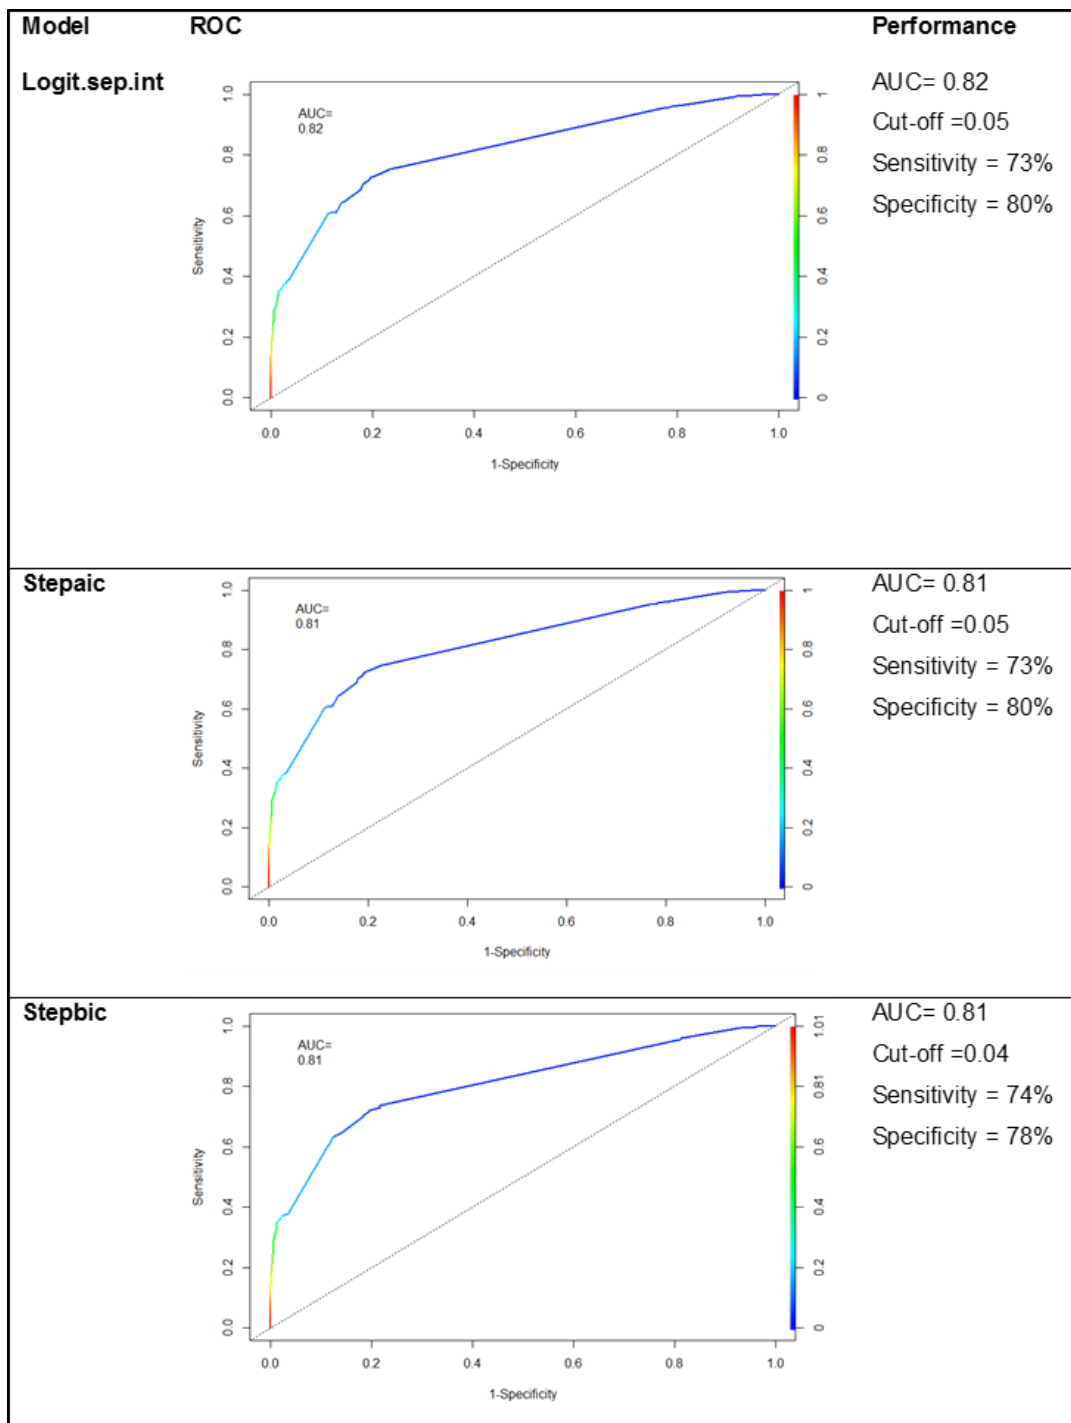 Model ROC Performance
Logit.sep.int
AUC=
0.82
1.0
0.8
0.6
0.4
0.2
0.0
Sensitivity
0.0 0.2 0.4 0.6 0.8 1.0
1-Specificity
1
0.8
0.6
0.4
0.2
0
AUC= 0.82
Cut-off =0.05
Sensitivity = 73%
Specificity = 80%
Stepaic
AUC=
0.81
1.0
0.8
0.6
0.4
0.2
0.0
Sensitivity
0.0 0.2 0.4 0.6 0.8 1.0
1-Specificity
1
0.8
0.6
0.4
0.2
0
AUC= 0.81
Cut-off =0.05
Sensitivity = 73%
Specificity = 80%
Stepbic
AUC=
0.81
1.0
0.8
0.6
0.4
0.2
0.0
Sensitivity
0.0 0.2 0.4 0.6 0.8 1.0
1-Specificity
1.01
0.81
0.6
0.4
0.2
0
AUC= 0.81
Cut-off =0.04
Sensitivity = 74%
Specificity = 78%